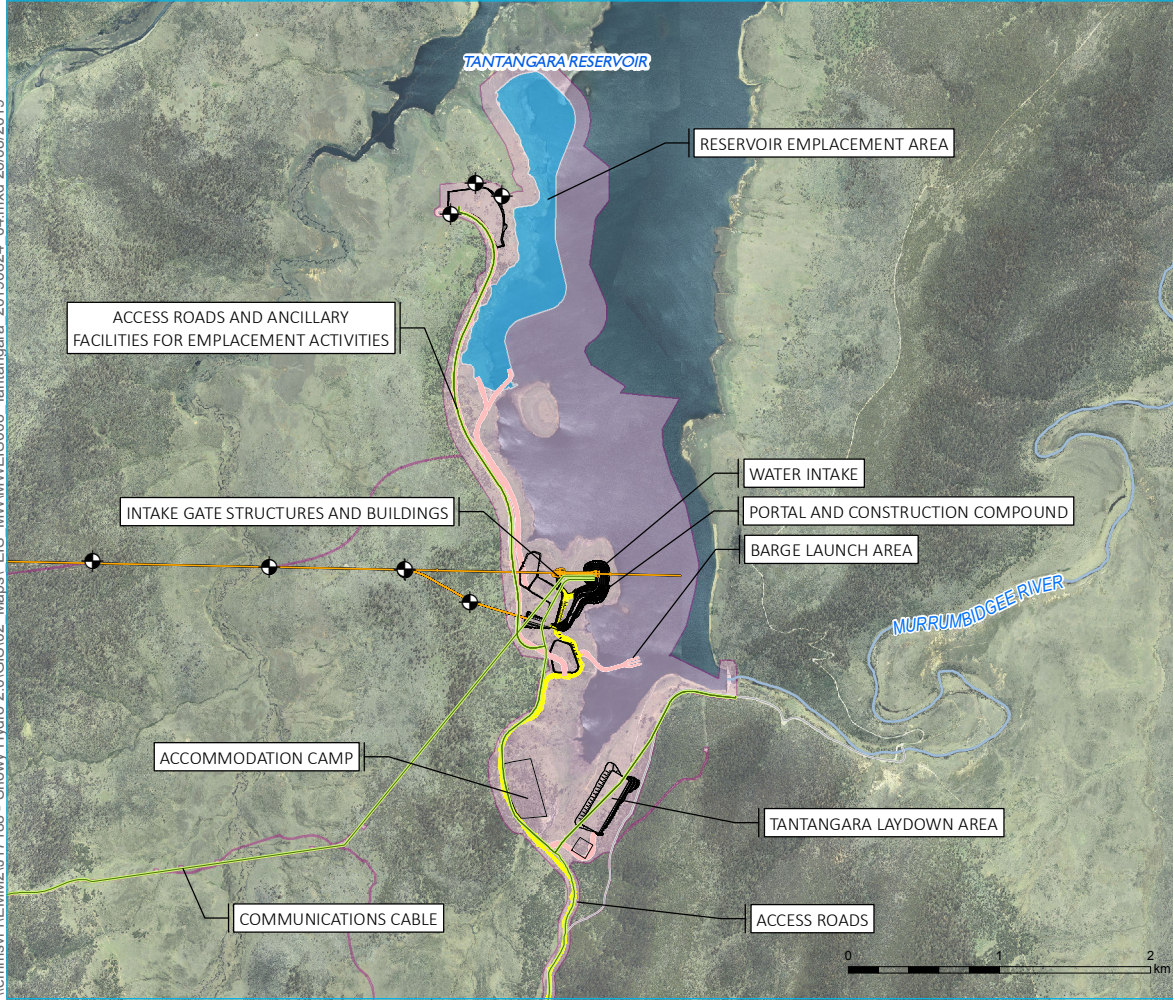 TANTANGARA RESERVOIR
RESERVOIR EMPLACEMENT AREA
ACCESS ROADS AND ANCILLARY
FACILITIES FOR EMPLACEMENT ACTIVITIES
WATER INTAKE
INTAKE GATE STRUCTURES AND BUILDINGS
PORTAL AND CONSTRUCTION COMPOUND
BARGE LAUNCH AREA
MURRUMBIDGEE RIVER
ACCOMMODATION CAMP
TANTANGARA LAYDOWN AREA
COMMUNICATIONS CABLE
ACCESS ROADS
0 1 2
km